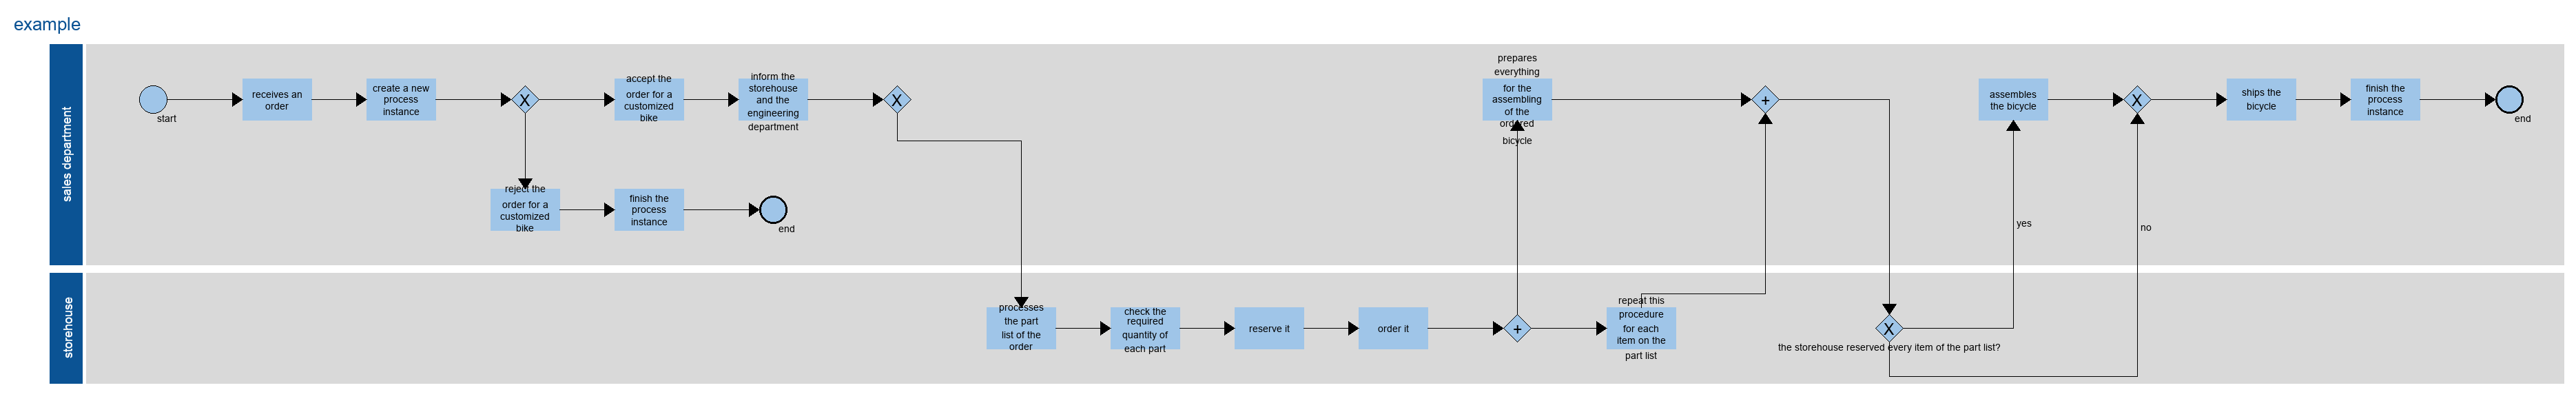 example
sales department
start
receives an
order
create a new
process
instance
X
accept the
order for a
customized
bike
inform the
storehouse
and the
engineering
department
X
reject the
order for a
customized
bike
finish the
process
instance
end
prepares
everything
for the
assembling
of the
ordered
bicycle
+
assembles
the bicycle
X
ships the
bicycle
finish the
process
instance
end
yes
no
storehouse
processes
the part
list of the
order
check the
required
quantity of
each part
reserve it
order it
+
repeat this
procedure
for each
item on the
part list
X
the storehouse reserved every item of the part list?